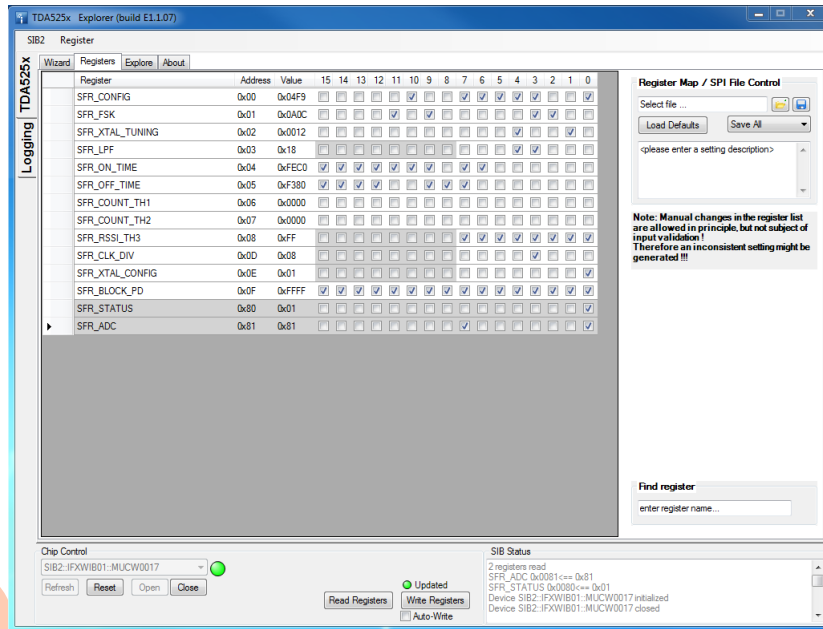 TDA525x Explorer (build E1.1.07)
SIB2 Register
TDA525x
Logging
Wizard Registers Explore About
Register Address Value 15 14 13 12 11 10 9 8 7 6 5 4 3 2 1 0
SFR_CONFIG 0x00 0x04F9
SFR_FSK 0x01 0x0A0C
SFR_XTAL_TUNING 0x02 0x0012
SFR_LPF 0x03 0x18
SFR_ON_TIME 0x04 0xFEC0
SFR_OFF_TIME 0x05 0xF380
SFR_COUNT_TH1 0x06 0x0000
SFR_COUNT_TH2 0x07 0x0000
SFR_RSSI_TH3 0x08 0xFF
SFR_CLK_DIV 0x0D 0x08
SFR_XTAL_CONFIG 0x0E 0x01
SFR_BLOCK_PD 0x0F 0xFFFF
SFR_STATUS 0x80 0x01
SFR_ADC 0x81 0x81
Register Map / SPI File Control
Select file ...
Load Defaults Save All
<please enter a setting description>
Note: Manual changes in the register list
are allowed in principle, but not subject of
input validation !
Therefore an inconsistent setting might be
generated !!!
Find register
enter register name...
Chip Control
SIB2::IFXWIB01::MUCW0017
Refresh Reset Open Close
Read Registers
Updated
Write Registers
Auto-Write
SIB Status
2 registers read
SFR_ADC 0x0081<== 0x81
SFR_STATUS 0x0080<== 0x01
Device SIB2::IFXWIB01::MUCW0017 initialized
Device SIB2::IFXWIB01::MUCW0017 closed